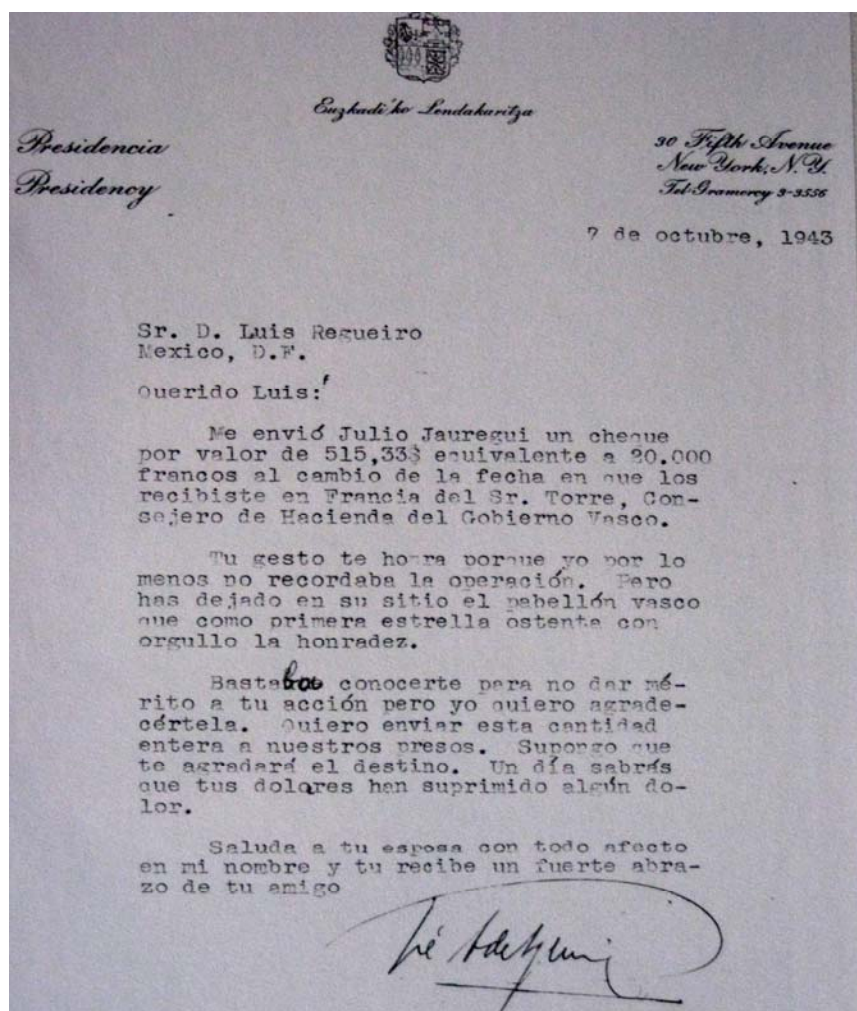 Euzkadi'ko Lendakaritza
Presidencia
Presidency
30 Fifth Avenue
New York, N.Y.
Tel. Gramercy 3-3556
7 de octubre, 1943
Sr. D. Luis Regueiro
Mexico, D.F.
Querido Luis:
Me envió Julio Jauregui un cheque
por valor de 515,33$ equivalente a 20.000
francos al cambio de la fecha en que los
recibiste en Francia del Sr. Torre, Con-
sejero de Hacienda del Gobierno Vasco.
Tu gesto te honra porque yo por lo
menos no recordaba la operación. Pero
has dejado en su sitio el pabellón vasco
que como primera estrella ostenta con
orgullo la honradez.
Bastaba conocerte para no dar mé-
rito a tu acción pero yo quiero agrade-
cértela. Quiero enviar esta cantidad
entera a nuestros presos. Supongo que
te agradará el destino. Un día sabrás
que tus dolares han suprimido algún do-
lor.
Saluda a tu esposa con todo afecto
en mi nombre y tu recibe un fuerte abra-
zo de tu amigo